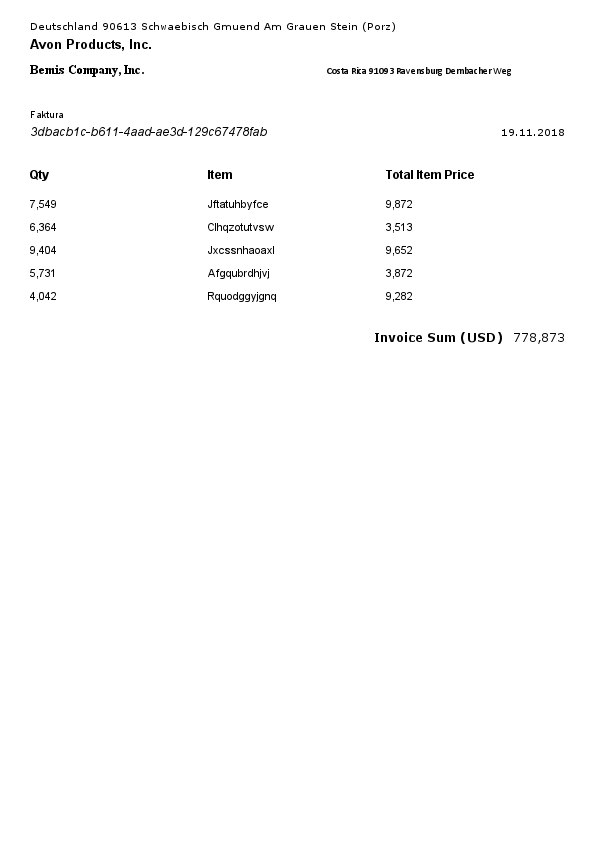 Deutschland 90613 Schwaebisch Gmuend Am Grauen Stein (Porz)
Avon Products, Inc.
Bemis Company, Inc. Costa Rica 91093 Ravensburg Dernbacher Weg
Faktura
3dbacb1c-b611-4aad-ae3d-129c67478fab 19.11.2018
Qty Item Total Item Price
7,549 Jftatuhbyfce 9,872
6,364 Clhqzotutvsw 3,513
9,404 Jxcssnhaoaxl 9,652
5,731 Afgqubrdhjvj 3,872
4,042 Rquodggyjgnq 9,282
Invoice Sum (USD) 778,873